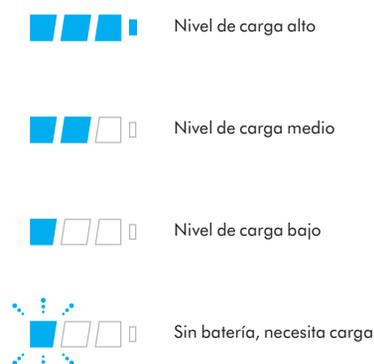 Nivel de carga alto
Nivel de carga medio
Nivel de carga bajo
Sin batería, necesita carga